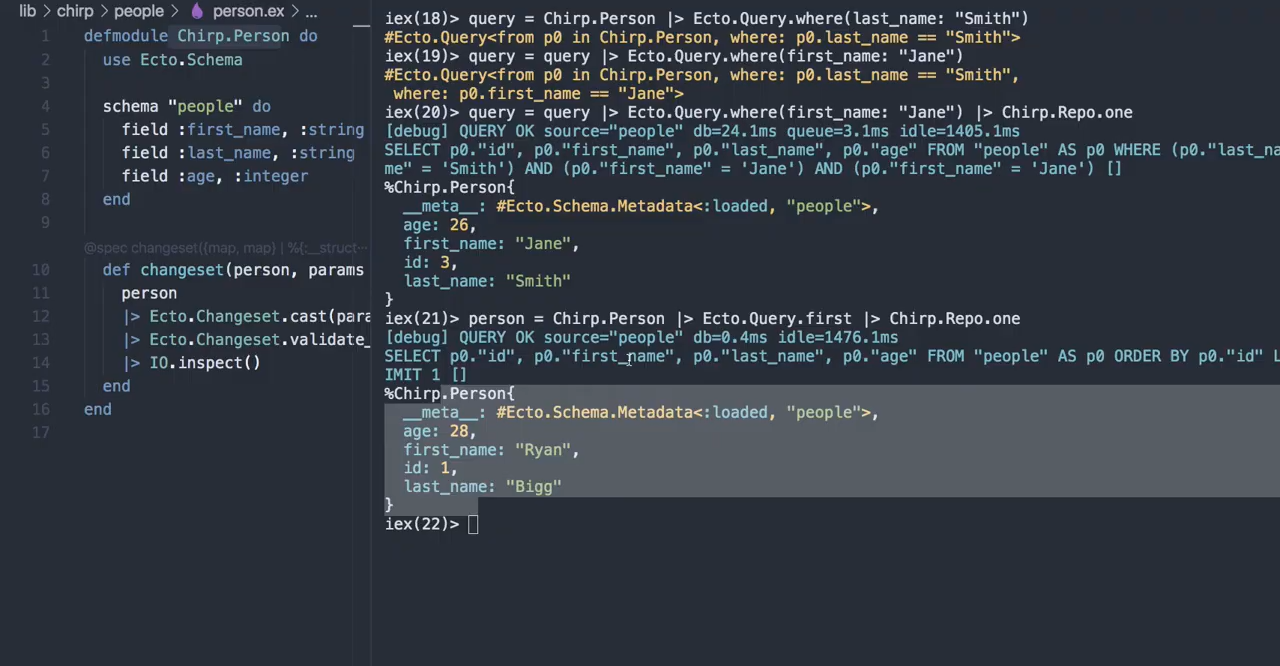 lib > chirp > people > person.ex > ...
1 defmodule Chirp.Person do
2 use Ecto.Schema
3
4 schema "people" do
5 field :first_name, :string
6 field :last_name, :string
7 field :age, :integer
8 end
9
@spec changeset({map, map} | %{:__struct…
10 def changeset(person, params
11 person
12 |> Ecto.Changeset.cast(para
13 |> Ecto.Changeset.validate_
14 |> IO.inspect()
15 end
16 end
17
iex(18)> query = Chirp.Person |> Ecto.Query.where(last_name: "Smith")
#Ecto.Query<from p0 in Chirp.Person, where: p0.last_name == "Smith">
iex(19)> query = query |> Ecto.Query.where(first_name: "Jane")
#Ecto.Query<from p0 in Chirp.Person, where: p0.last_name == "Smith",
where: p0.first_name == "Jane">
iex(20)> query = query |> Ecto.Query.where(first_name: "Jane") |> Chirp.Repo.one
[debug] QUERY OK source="people" db=24.1ms queue=3.1ms idle=1405.1ms
SELECT p0."id", p0."first_name", p0."last_name", p0."age" FROM "people" AS p0 WHERE (p0."last_na
me" = 'Smith') AND (p0."first_name" = 'Jane') AND (p0."first_name" = 'Jane') []
%Chirp.Person{
__meta__: #Ecto.Schema.Metadata<:loaded, "people">,
age: 26,
first_name: "Jane",
id: 3,
last_name: "Smith"
}
iex(21)> person = Chirp.Person |> Ecto.Query.first |> Chirp.Repo.one
[debug] QUERY OK source="people" db=0.4ms idle=1476.1ms
SELECT p0."id", p0."first_name", p0."last_name", p0."age" FROM "people" AS p0 ORDER BY p0."id" L
IMIT 1 []
%Chirp.Person{
__meta__: #Ecto.Schema.Metadata<:loaded, "people">,
age: 28,
first_name: "Ryan",
id: 1,
last_name: "Bigg"
}
iex(22)>